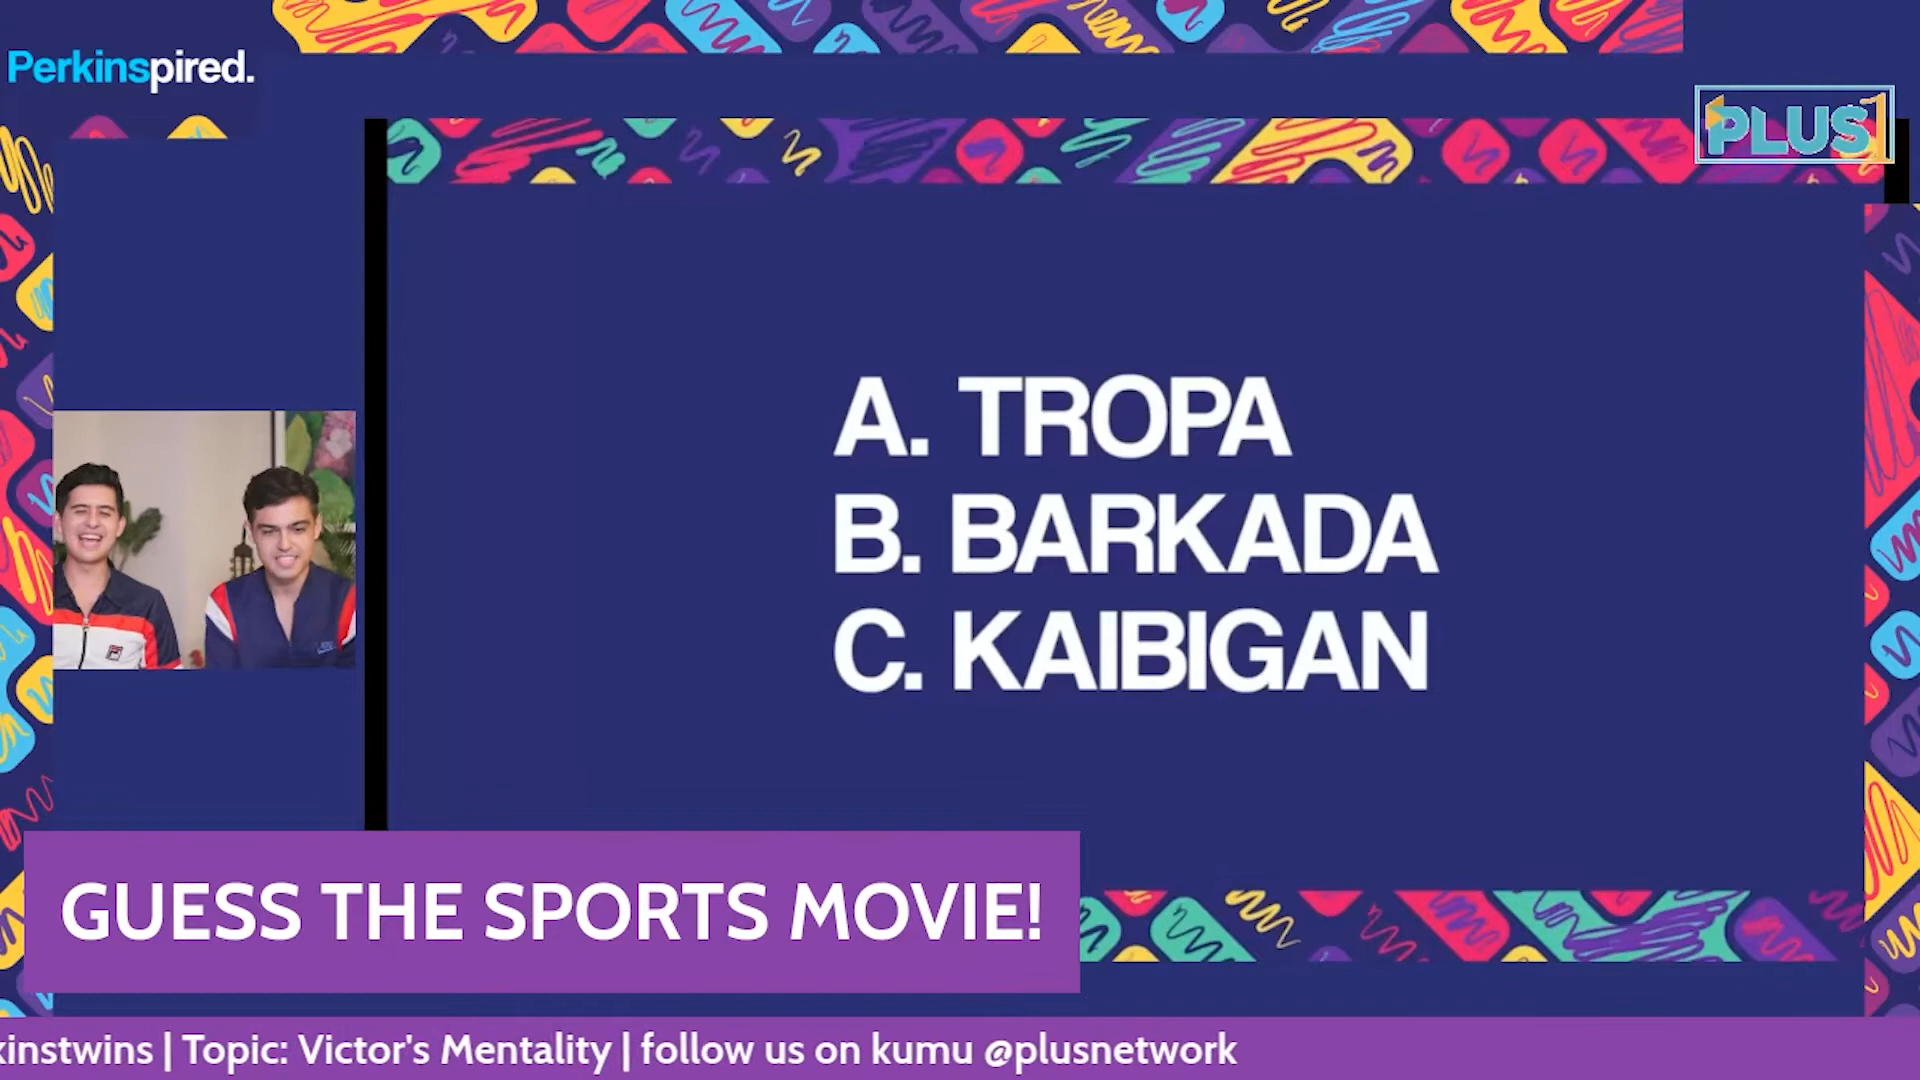 Perkinspired.
PLUS1
A. TROPA
B. BARKADA
C. KAIBIGAN
GUESS THE SPORTS MOVIE!
kinstwins | Topic: Victor's Mentality | follow us on kumu @plusnetwork